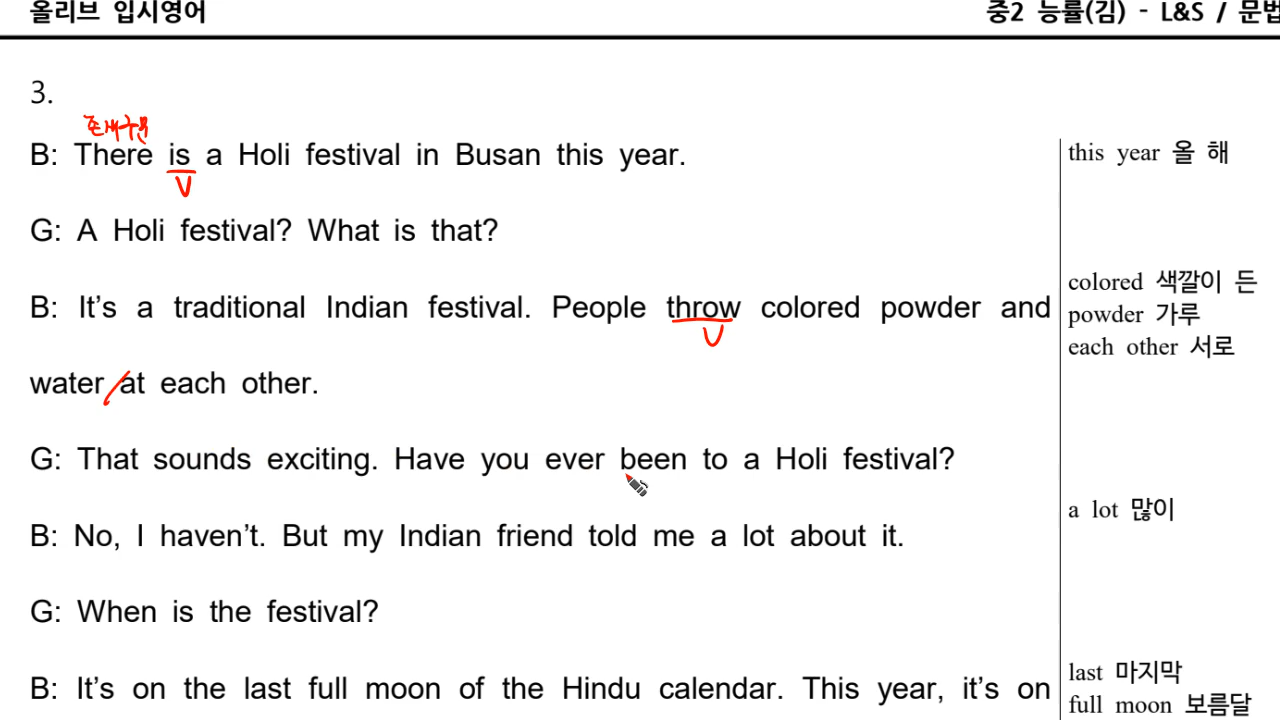 올리브 입시영어
중2 능률(김) - L&S / 문법
3.
존재구문
B: There is a Holi festival in Busan this year.
this year 올 해
V
G: A Holi festival? What is that?
colored 색깔이 든
B: It's a traditional Indian festival. People throw colored powder and
powder 가루
V
each other 서로
water / at each other.
G: That sounds exciting. Have you ever been to a Holi festival?
a lot 많이
B: No, I haven't. But my Indian friend told me a lot about it.
G: When is the festival?
last 마지막
B: It's on the last full moon of the Hindu calendar. This year, it's on
full moon 보름달